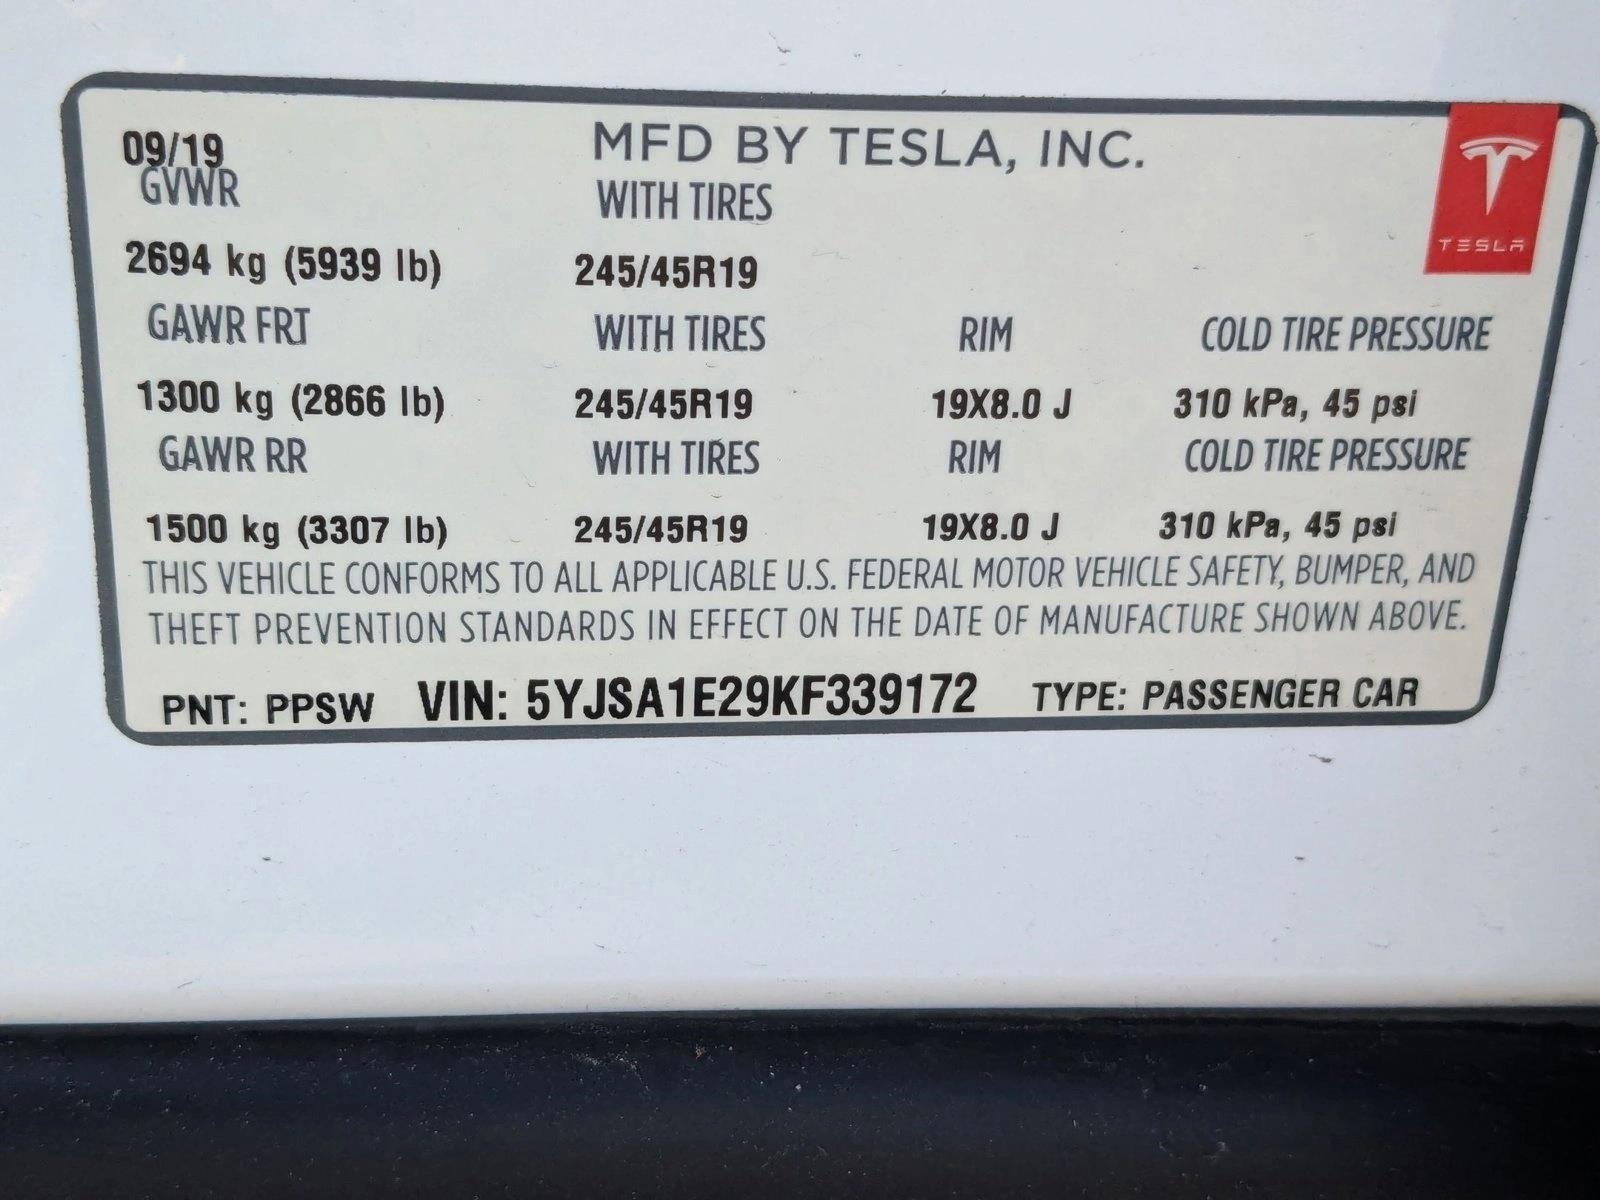 09/19 MFD BY TESLA, INC.
GVWR WITH TIRES
TESLA
2694 kg (5939 lb) 245/45R19
GAWR FRT WITH TIRES RIM COLD TIRE PRESSURE
1300 kg (2866 lb) 245/45R19 19X8.0 J 310 kPa, 45 psi
GAWR RR WITH TIRES RIM COLD TIRE PRESSURE
1500 kg (3307 lb) 245/45R19 19X8.0 J 310 kPa, 45 psi
THIS VEHICLE CONFORMS TO ALL APPLICABLE U.S. FEDERAL MOTOR VEHICLE SAFETY, BUMPER, AND
THEFT PREVENTION STANDARDS IN EFFECT ON THE DATE OF MANUFACTURE SHOWN ABOVE.
PNT: PPSW VIN: 5YJSA1E29KF339172 TYPE: PASSENGER CAR